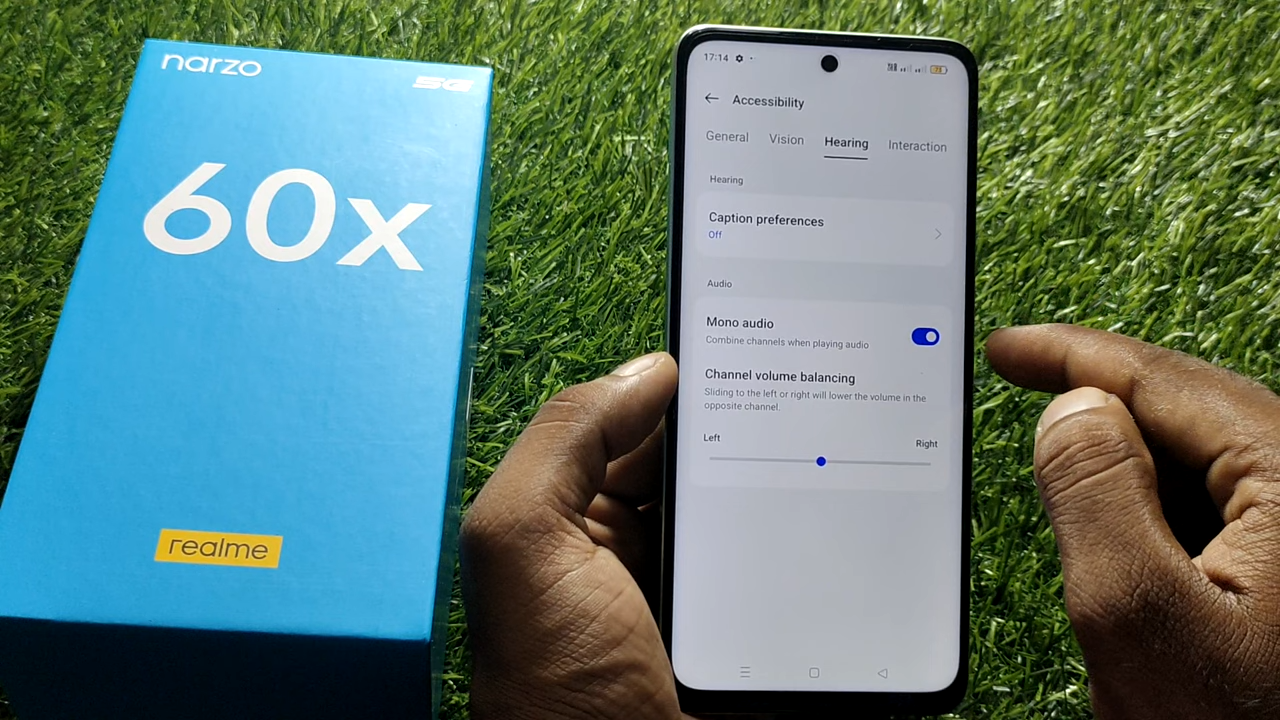 narzo
5G
60x
realme
17:14
Accessibility
General Vision Hearing Interaction
Hearing
Caption preferences
Off
Audio
Mono audio
Combine channels when playing audio
Channel volume balancing
Sliding to the left or right will lower the volume in the
opposite channel.
Left Right